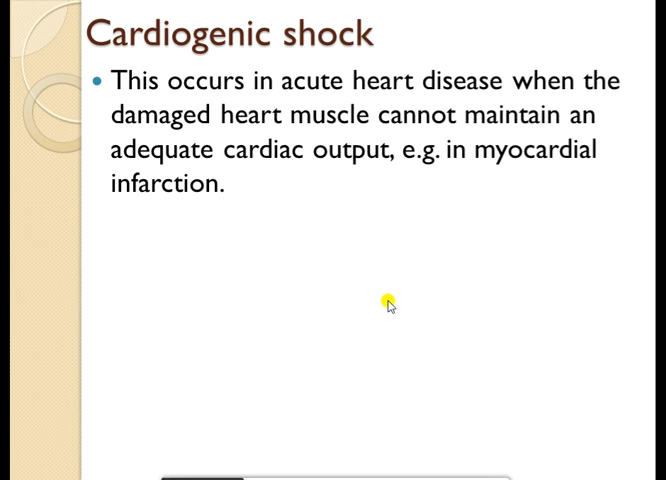 Cardiogenic shock
This occurs in acute heart disease when the
damaged heart muscle cannot maintain an
adequate cardiac output, e.g. in myocardial
infarction.